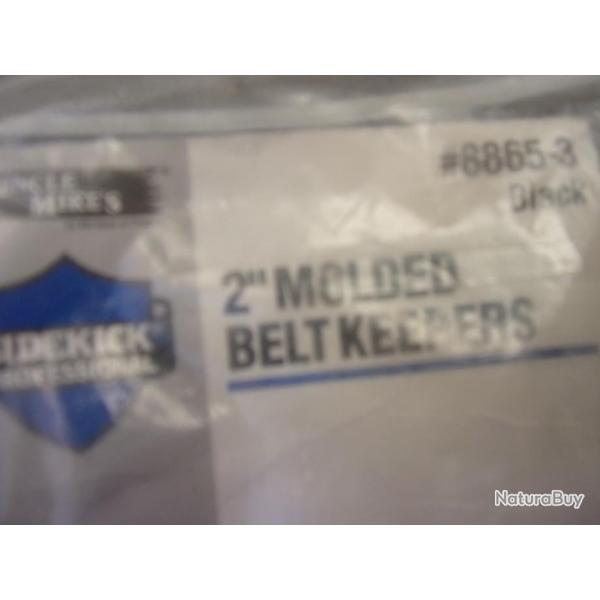 #8865-3
Black
UNCLE
MIKE'S
2" MOLDED
BELT KEEPERS
SIDEKICK
PROFESSIONAL
NaturaBuy